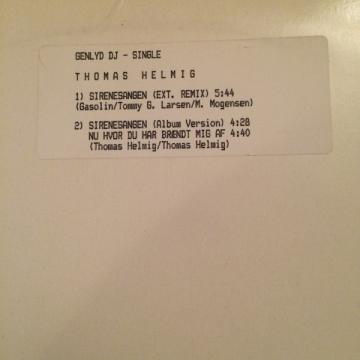 GENLYD DJ - SINGLE
THOMAS HELMIG
1) SIRENESANGEN (EXT. REMIX) 5:44
(Gasolin/Tommy G. Larsen/M. Mogensen)
2) SIRENESANGEN (Album Version) 4:28
NU HVOR DU HAR BRÆNDT MIG AF 4:40
(Thomas Helmig/Thomas Helmig)